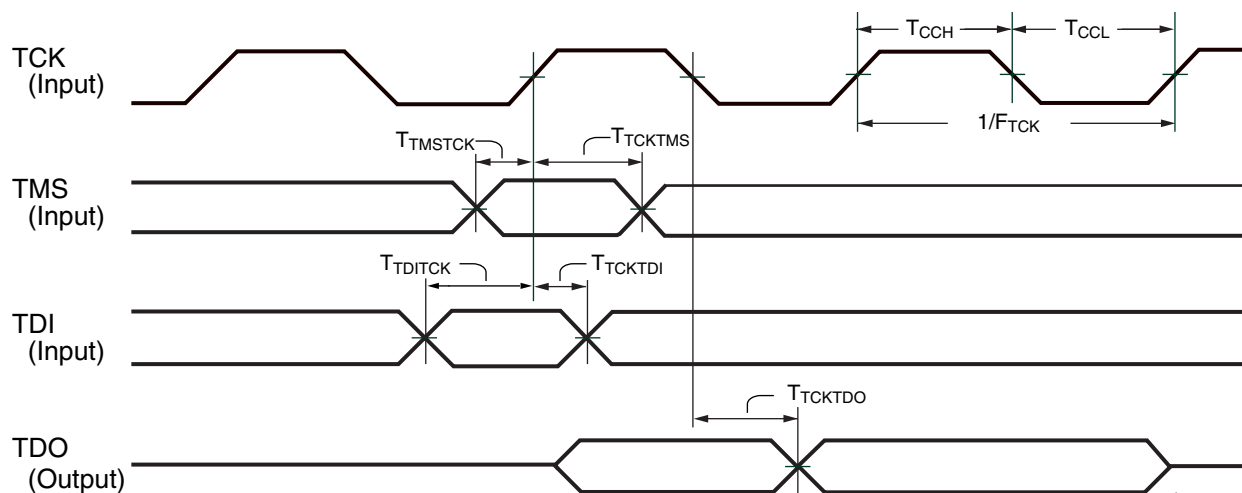 TCK
(Input)
TCCH
TCCL
1/FTCK
TTMSTCK
TTCKTMS
TMS
(Input)
TTDITCK
TTCKTDI
TDI
(Input)
TTCKTDO
TDO
(Output)